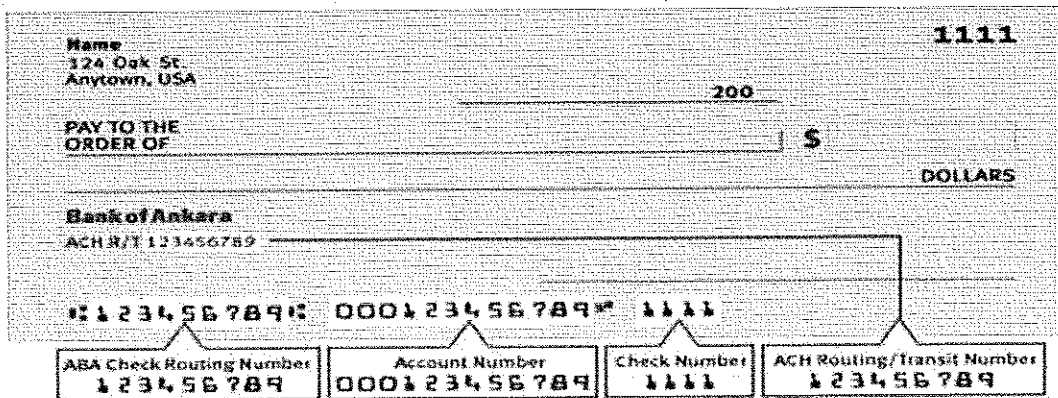 1111
Name
124 Oak St.
Anytown, USA
200
PAY TO THE
ORDER OF
$
DOLLARS
Bank of Ankara
ACH R/T 123456789
⑆123456789⑆ 000123456789⑈ 1111
ABA Check Routing Number
123456789
Account Number
000123456789
Check Number
1111
ACH Routing/Transit Number
123456789